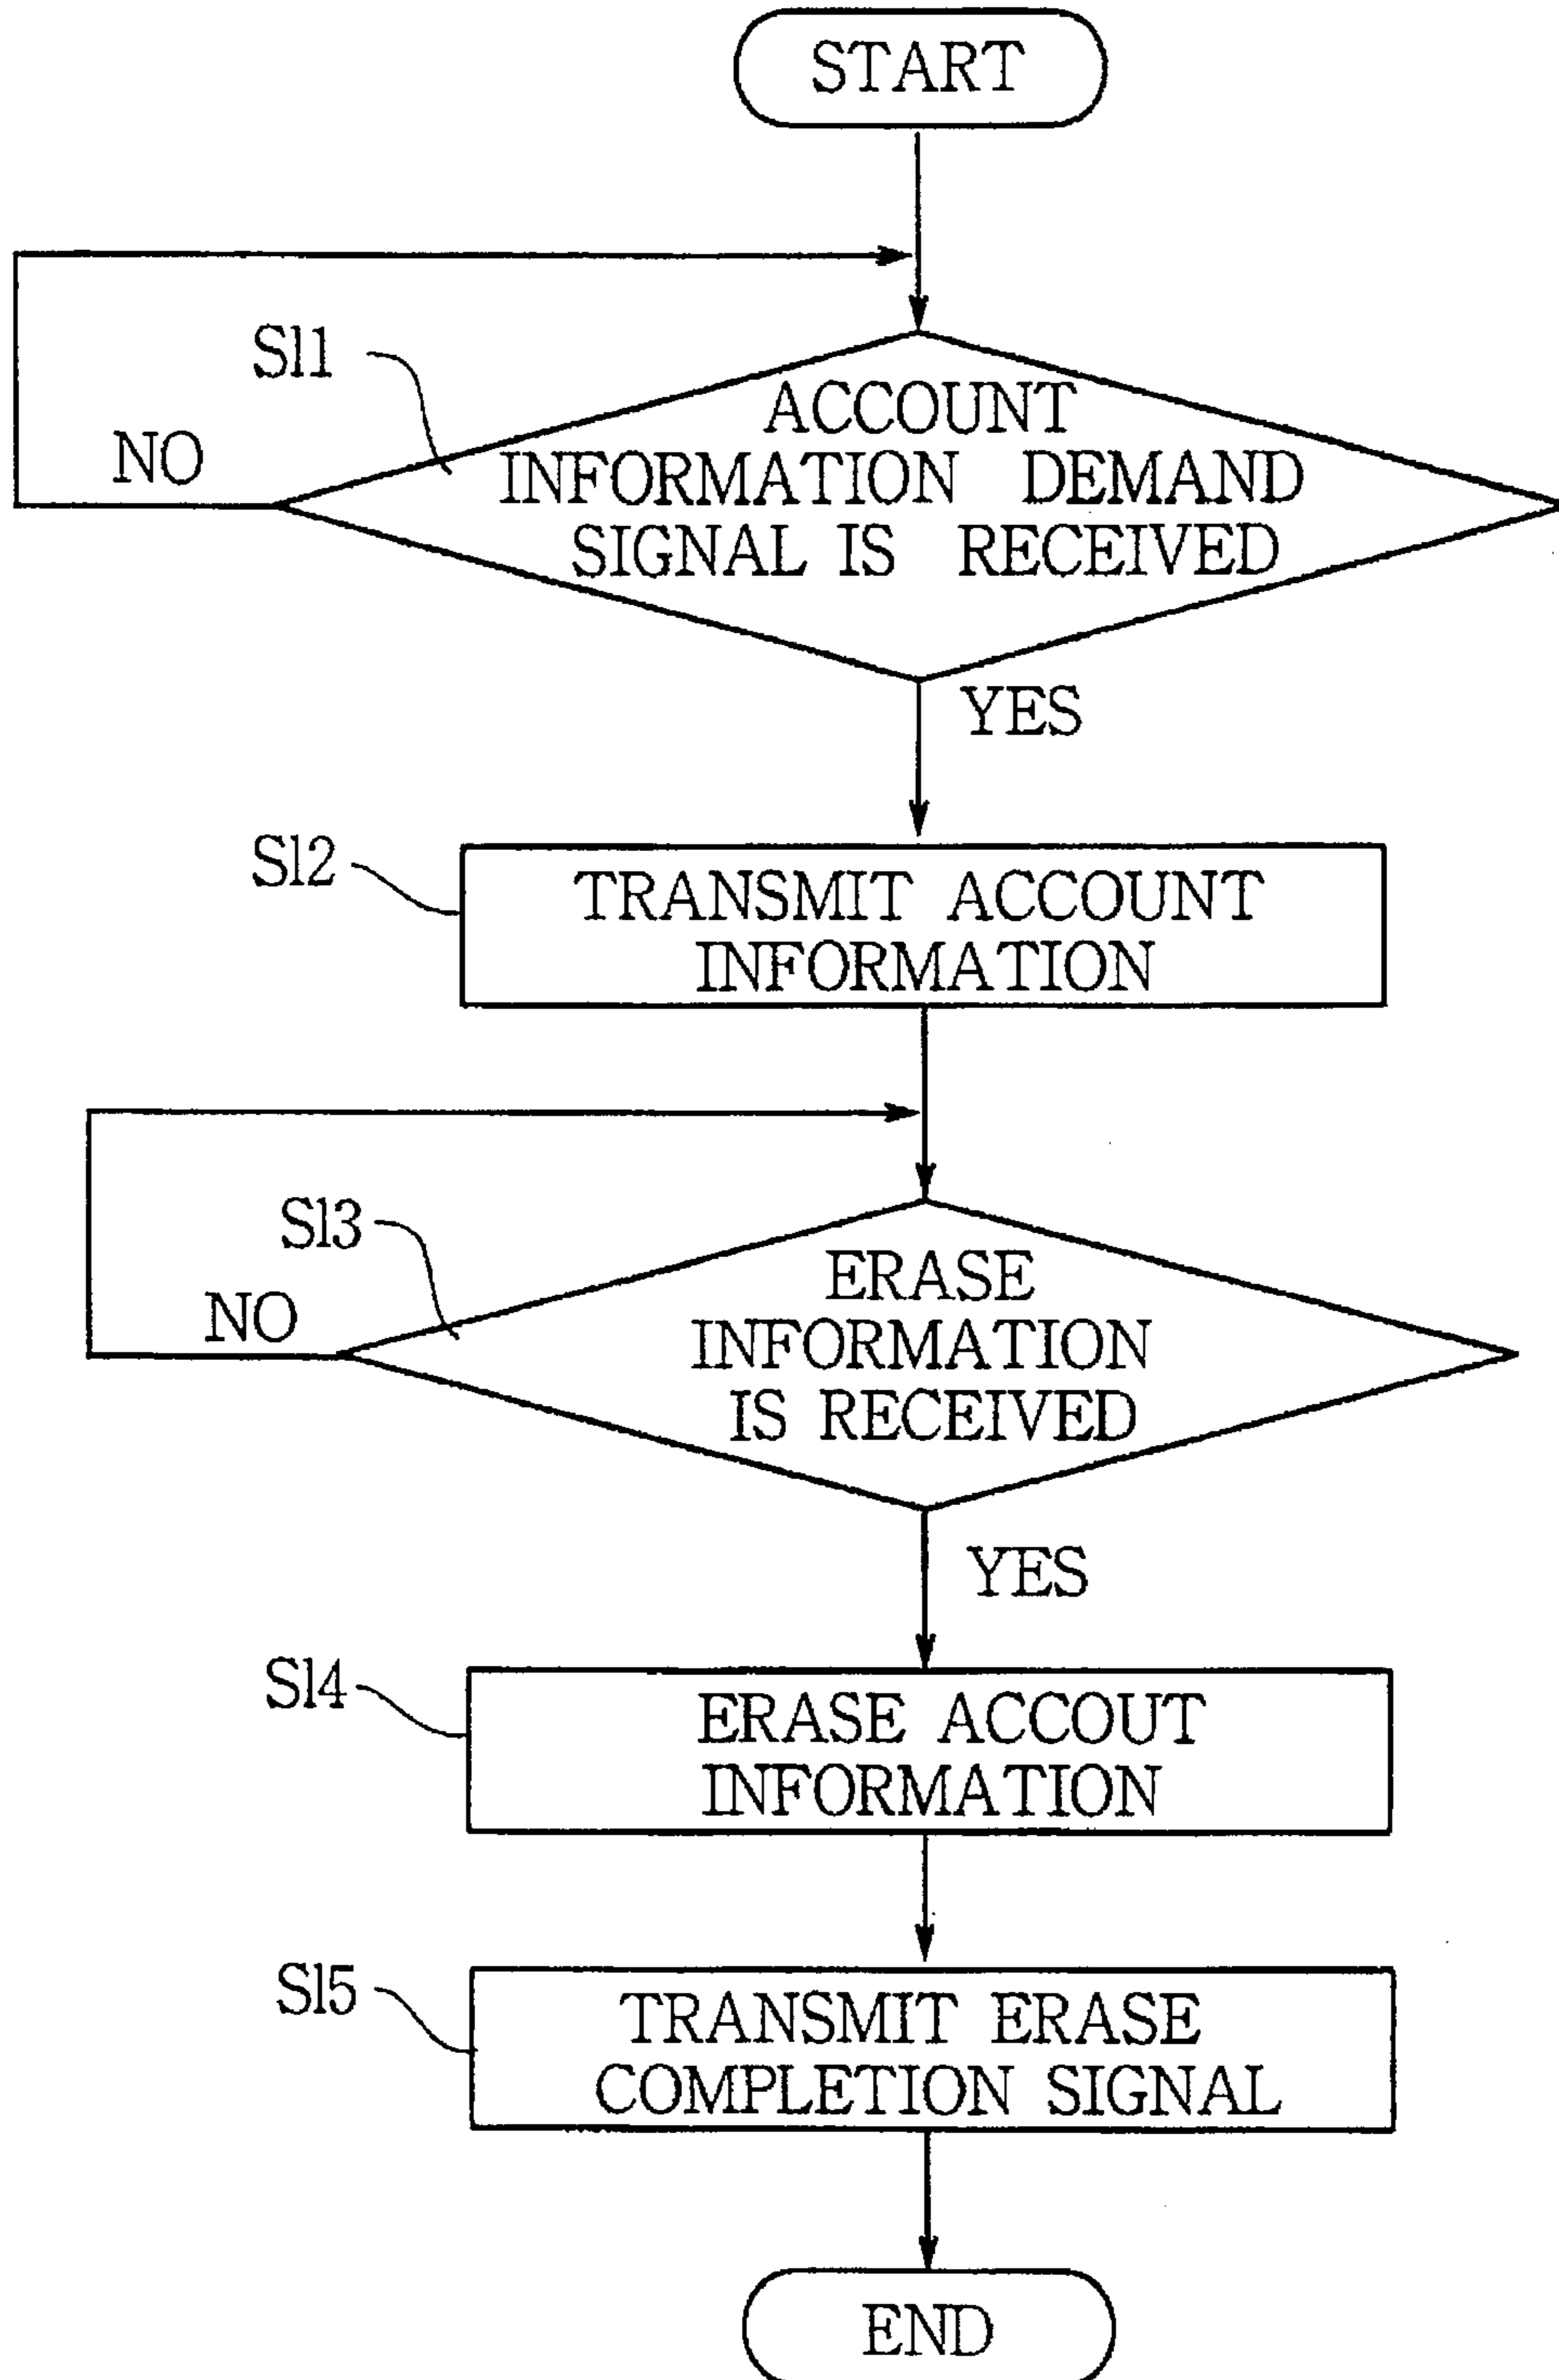 START
S11
NO
ACCOUNT
INFORMATION DEMAND
SIGNAL IS RECEIVED
YES
S12
TRANSMIT ACCOUNT
INFORMATION
S13
NO
ERASE
INFORMATION
IS RECEIVED
YES
S14
ERASE ACCOUT
INFORMATION
S15
TRANSMIT ERASE
COMPLETION SIGNAL
END